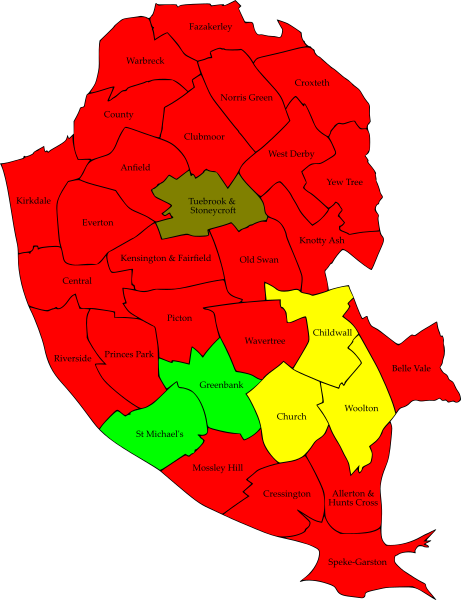 Fazakerley
Warbreck
Croxteth
Norris Green
County
Clubmoor
West Derby
Anfield
Yew Tree
Kirkdale
Tuebrook &
Stoneycroft
Everton
Knotty Ash
Kensington & Fairfield
Old Swan
Central
Picton
Childwall
Wavertree
Riverside
Princes Park
Belle Vale
Greenbank
Church
Woolton
St Michael's
Mossley Hill
Cressington
Allerton &
Hunts Cross
Speke-Garston